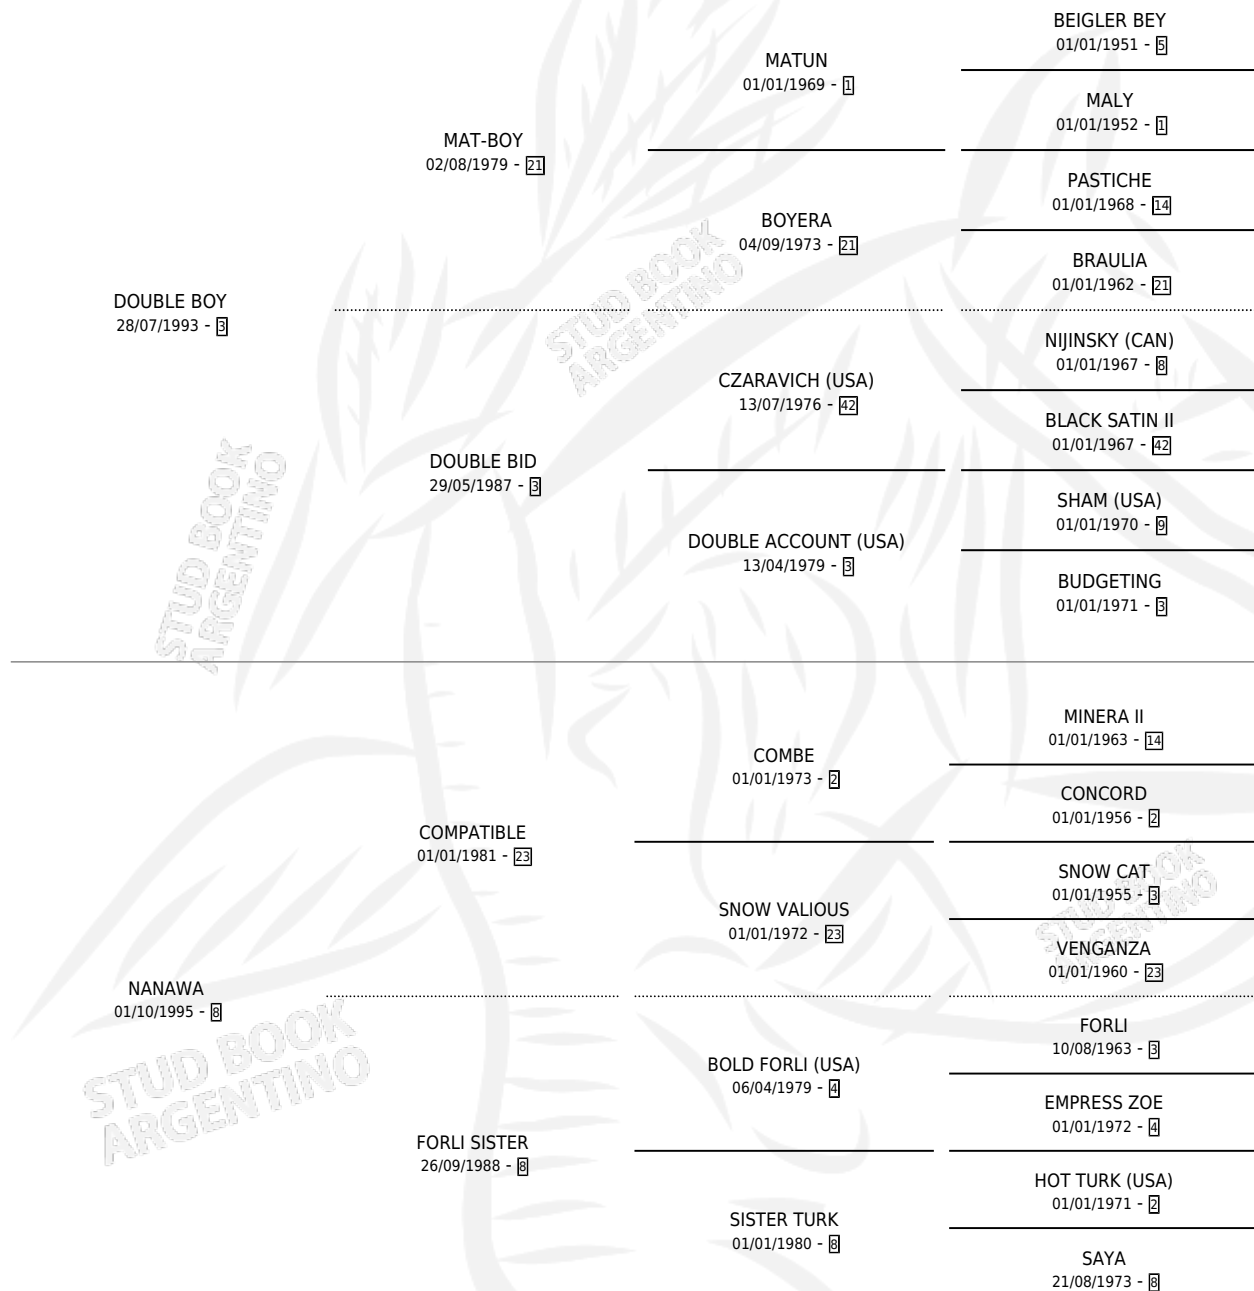 BEIGLER BEY
01/01/1951 - 5
MATUN
01/01/1969 - 1
MALY
01/01/1952 - 1
MAT-BOY
02/08/1979 - 21
PASTICHE
01/01/1968 - 14
BOYERA
04/09/1973 - 21
BRAULIA
01/01/1962 - 21
DOUBLE BOY
28/07/1993 - 3
NIJINSKY (CAN)
01/01/1967 - 8
CZARAVICH (USA)
13/07/1976 - 42
BLACK SATIN II
01/01/1967 - 42
DOUBLE BID
29/05/1987 - 3
SHAM (USA)
01/01/1970 - 9
DOUBLE ACCOUNT (USA)
13/04/1979 - 3
BUDGETING
01/01/1971 - 3
MINERA II
01/01/1963 - 14
COMBE
01/01/1973 - 2
CONCORD
01/01/1956 - 2
COMPATIBLE
01/01/1981 - 23
SNOW CAT
01/01/1955 - 3
SNOW VALIOUS
01/01/1972 - 23
VENGANZA
01/01/1960 - 23
NANAWA
01/10/1995 - 8
FORLI
10/08/1963 - 3
BOLD FORLI (USA)
06/04/1979 - 4
EMPRESS ZOE
01/01/1972 - 4
FORLI SISTER
26/09/1988 - 8
HOT TURK (USA)
01/01/1971 - 2
SISTER TURK
01/01/1980 - 8
SAYA
21/08/1973 - 8
STUD BOOK
ARGENTINO
STUD BOOK
ARGENTINO
STUD BOOK
ARGENTINO
STUD BOOK
ARGENTINO